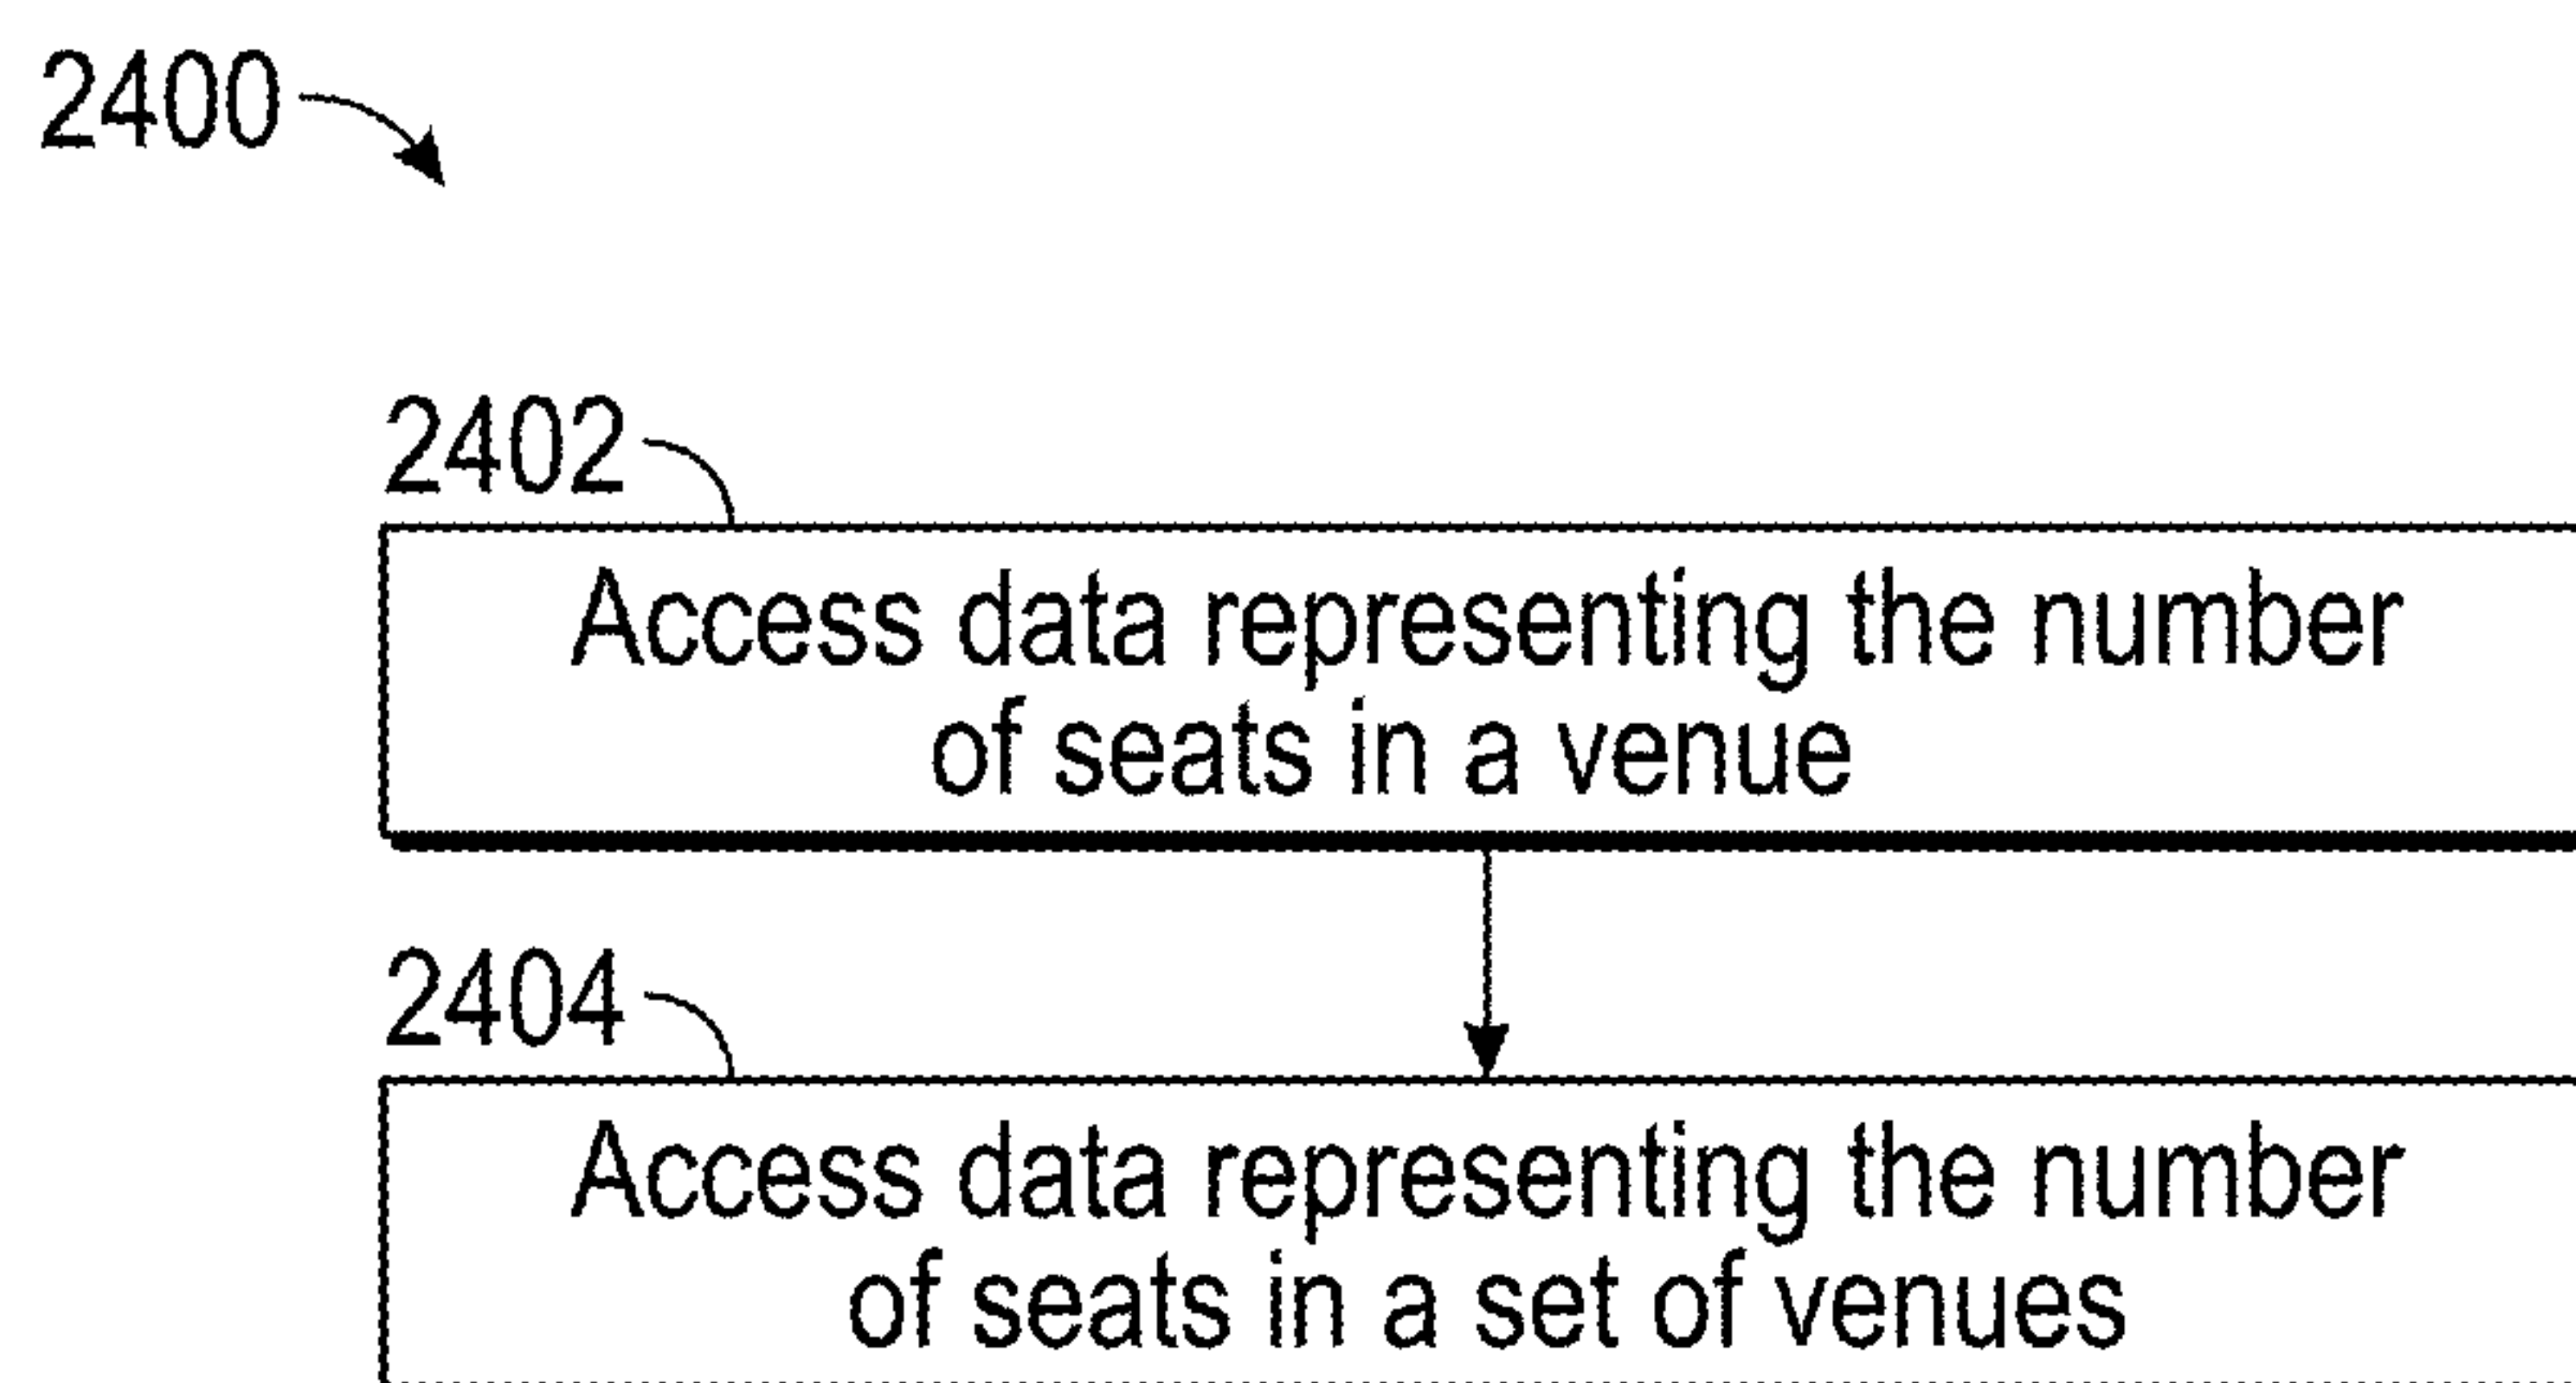 2400
2402
Access data representing the number
of seats in a venue
2404
Access data representing the number
of seats in a set of venues